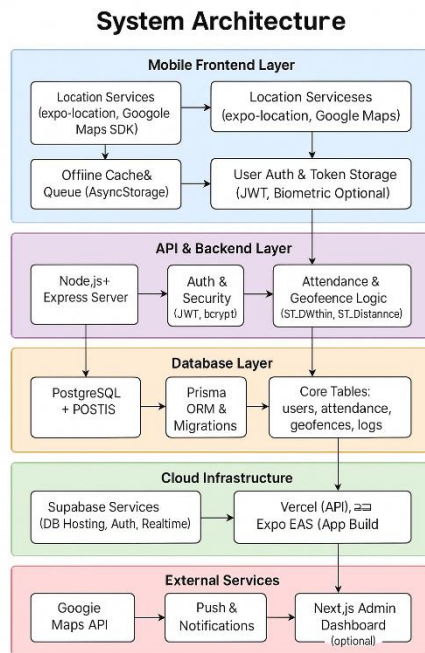 System Architecture
Mobile Frontend Layer
Location Services
(expo-location, Googole
Maps SDK)
Location Serviceses
(expo-location, Google Maps)
Offline Cache&
Queue (AsyncStorage)
User Auth & Token Storage
(JWT, Biometric Optional)
API & Backend Layer
Node,js+
Express Server
Auth &
Security
(JWT, bcrypt)
Attendance &
Geofeence Logic
(ST_DWthin, ST_Distannce)
Database Layer
PostgreSQL
+ POSTIS
Prisma
ORM &
Migrations
Core Tables:
users, attendance,
geofences, logs
Cloud Infrastructure
Supabase Services
(DB Hosting, Auth, Realtime)
Vercel (API),
Expo EAS (App Build
External Services
Googie
Maps API
Push &
Notifications
Next,js Admin
Dashboard
(optional)